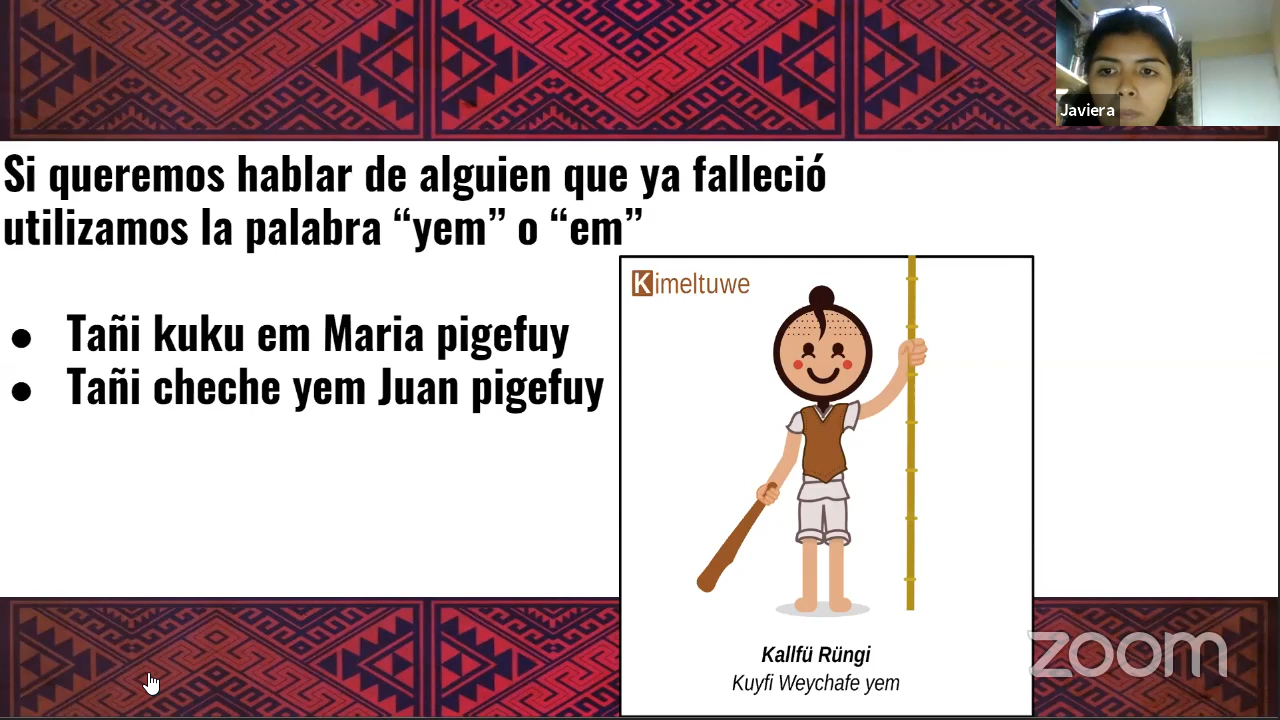 Javiera
Si queremos hablar de alguien que ya falleció
utilizamos la palabra “yem” o “em”
● Tañi kuku em Maria pigefuy
● Tañi cheche yem Juan pigefuy
Kimeltuwe
Kallfü Rüngi
Kuyfi Weychafe yem
zoom